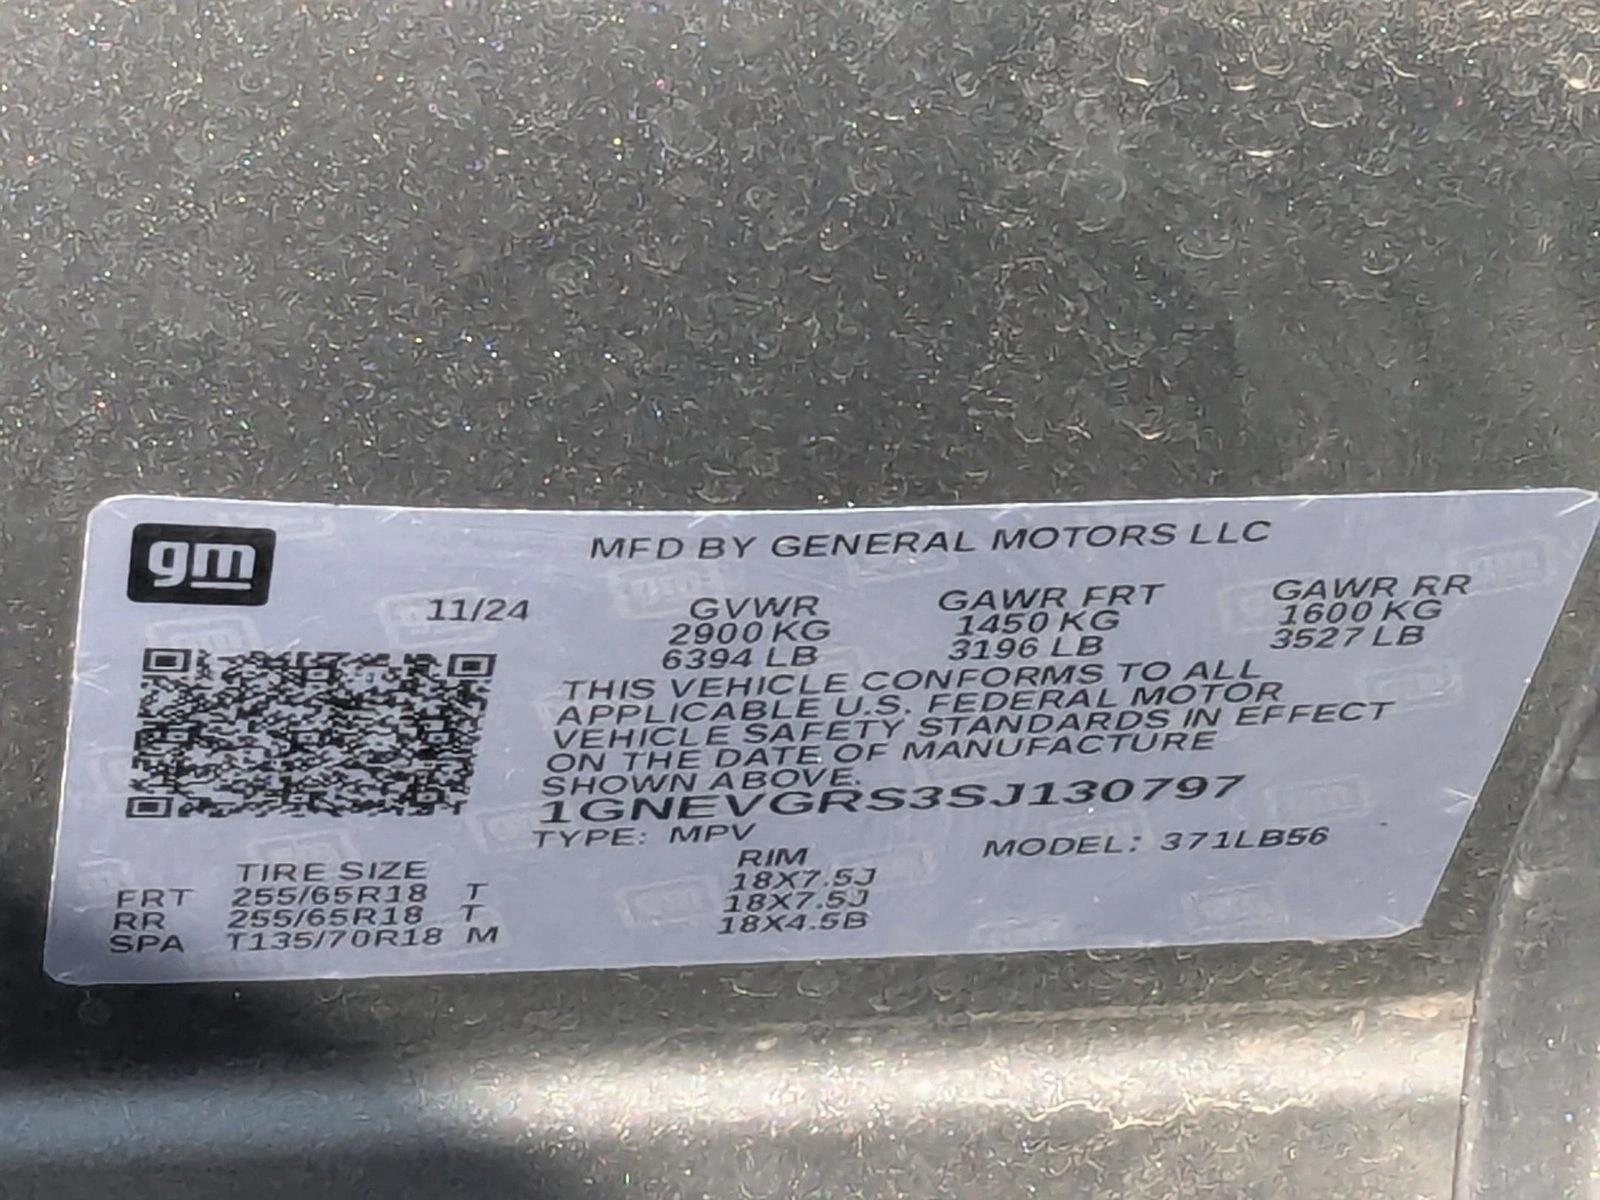 gm
MFD BY GENERAL MOTORS LLC
11/24 GVWR GAWR FRT GAWR RR
2900 KG 1450 KG 1600 KG
6394 LB 3196 LB 3527 LB
THIS VEHICLE CONFORMS TO ALL
APPLICABLE U.S. FEDERAL MOTOR
VEHICLE SAFETY STANDARDS IN EFFECT
ON THE DATE OF MANUFACTURE
SHOWN ABOVE.
1GNEVGRS3SJ130797
TYPE: MPV MODEL: 371LB56
TIRE SIZE RIM
FRT 255/65R18 T 18X7.5J
RR 255/65R18 T 18X7.5J
SPA T135/70R18 M 18X4.5B